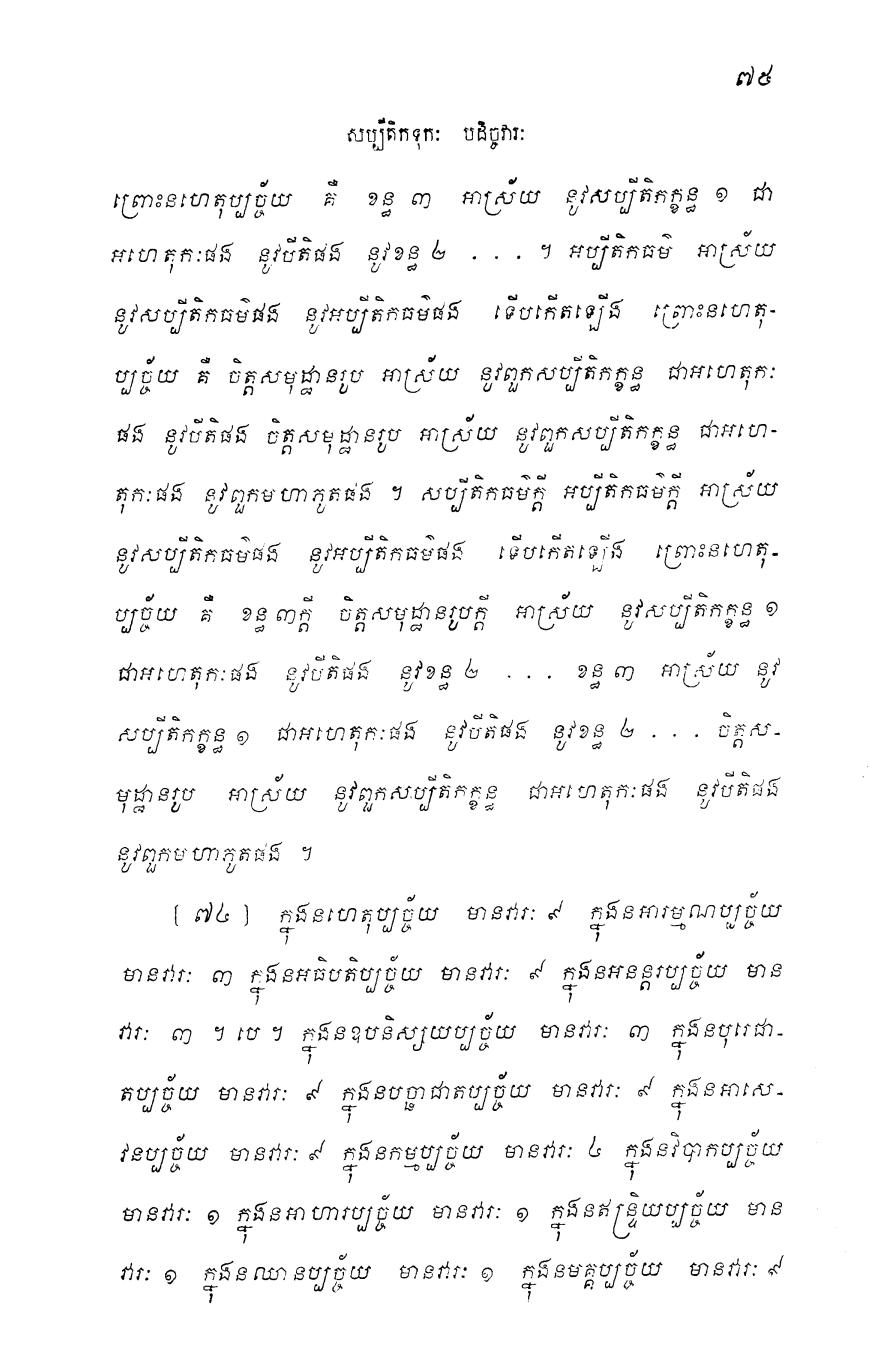 ៧៥
សប្បីតិកទុកៈ បដិច្ចវារៈ
ព្រោះនហេតុប្បច្ច័យ គឺ ខន្ធ ៣ អាស្រ័យ នូវសប្បីតិកក្ខន្ធ ១ ជា
អហេតុកៈផង នូវបីតិផង នូវខន្ធ ២ . . . ។ អប្បីតិកធម៌ អាស្រ័យ
នូវសប្បីតិកធម៌ផង នូវអប្បីតិកធម៌ផង ទើបកើតឡើង ព្រោះនហេតុ-
ប្បច្ច័យ គឺ ចិត្តសមុដ្ឋានរូប អាស្រ័យ នូវពួកសប្បីតិកក្ខន្ធ ជាអហេតុកៈ
ផង នូវបីតិផង ចិត្តសមុដ្ឋានរូប អាស្រ័យ នូវពួកសប្បីតិកក្ខន្ធ ជាអហេ-
តុកៈផង នូវពួកមហាភូតផង ។ សប្បីតិកធម៌ក្តី អប្បីតិកធម៌ក្តី អាស្រ័យ
នូវសប្បីតិកធម៌ផង នូវអប្បីតិកធម៌ផង ទើបកើតឡើង ព្រោះនហេតុ-
ប្បច្ច័យ គឺ ខន្ធ ៣ក្តី ចិត្តសមុដ្ឋានរូបក្តី អាស្រ័យ នូវសប្បីតិកក្ខន្ធ ១
ជាអហេតុកៈផង នូវបីតិផង នូវខន្ធ ២ . . . ខន្ធ ៣ អាស្រ័យ នូវ
សប្បីតិកក្ខន្ធ ១ ជាអហេតុកៈផង នូវបីតិផង នូវខន្ធ ២ . . . ចិត្តស-
មុដ្ឋានរូប អាស្រ័យ នូវពួកសប្បីតិកក្ខន្ធ ជាអហេតុកៈផង នូវបីតិផង
នូវពួកមហាភូតផង ។
[ ៧៤ ] ក្នុងនហេតុប្បច្ច័យ មានវារៈ ៩ ក្នុងនអារម្មណប្បច្ច័យ
មានវារៈ ៣ ក្នុងនអធិបតិប្បច្ច័យ មានវារៈ ៩ ក្នុងនអនន្តរប្បច្ច័យ មាន
វារៈ ៣ ។ បេ ។ ក្នុងនឧបនិស្សយប្បច្ច័យ មានវារៈ ៣ ក្នុងនបុរេជា-
តប្បច្ច័យ មានវារៈ ៩ ក្នុងនបច្ឆាជាតប្បច្ច័យ មានវារៈ ៩ ក្នុងនអាសេ-
វនប្បច្ច័យ មានវារៈ ៩ ក្នុងនកម្មប្បច្ច័យ មានវារៈ ៤ ក្នុងនវិបាកប្បច្ច័យ
មានវារៈ ១ ក្នុងនអាហារប្បច្ច័យ មានវារៈ ១ ក្នុងនឥន្ទ្រិយប្បច្ច័យ មាន
វារៈ ១ ក្នុងនឈានប្បច្ច័យ មានវារៈ ១ ក្នុងនមគ្គប្បច្ច័យ មានវារៈ ៩